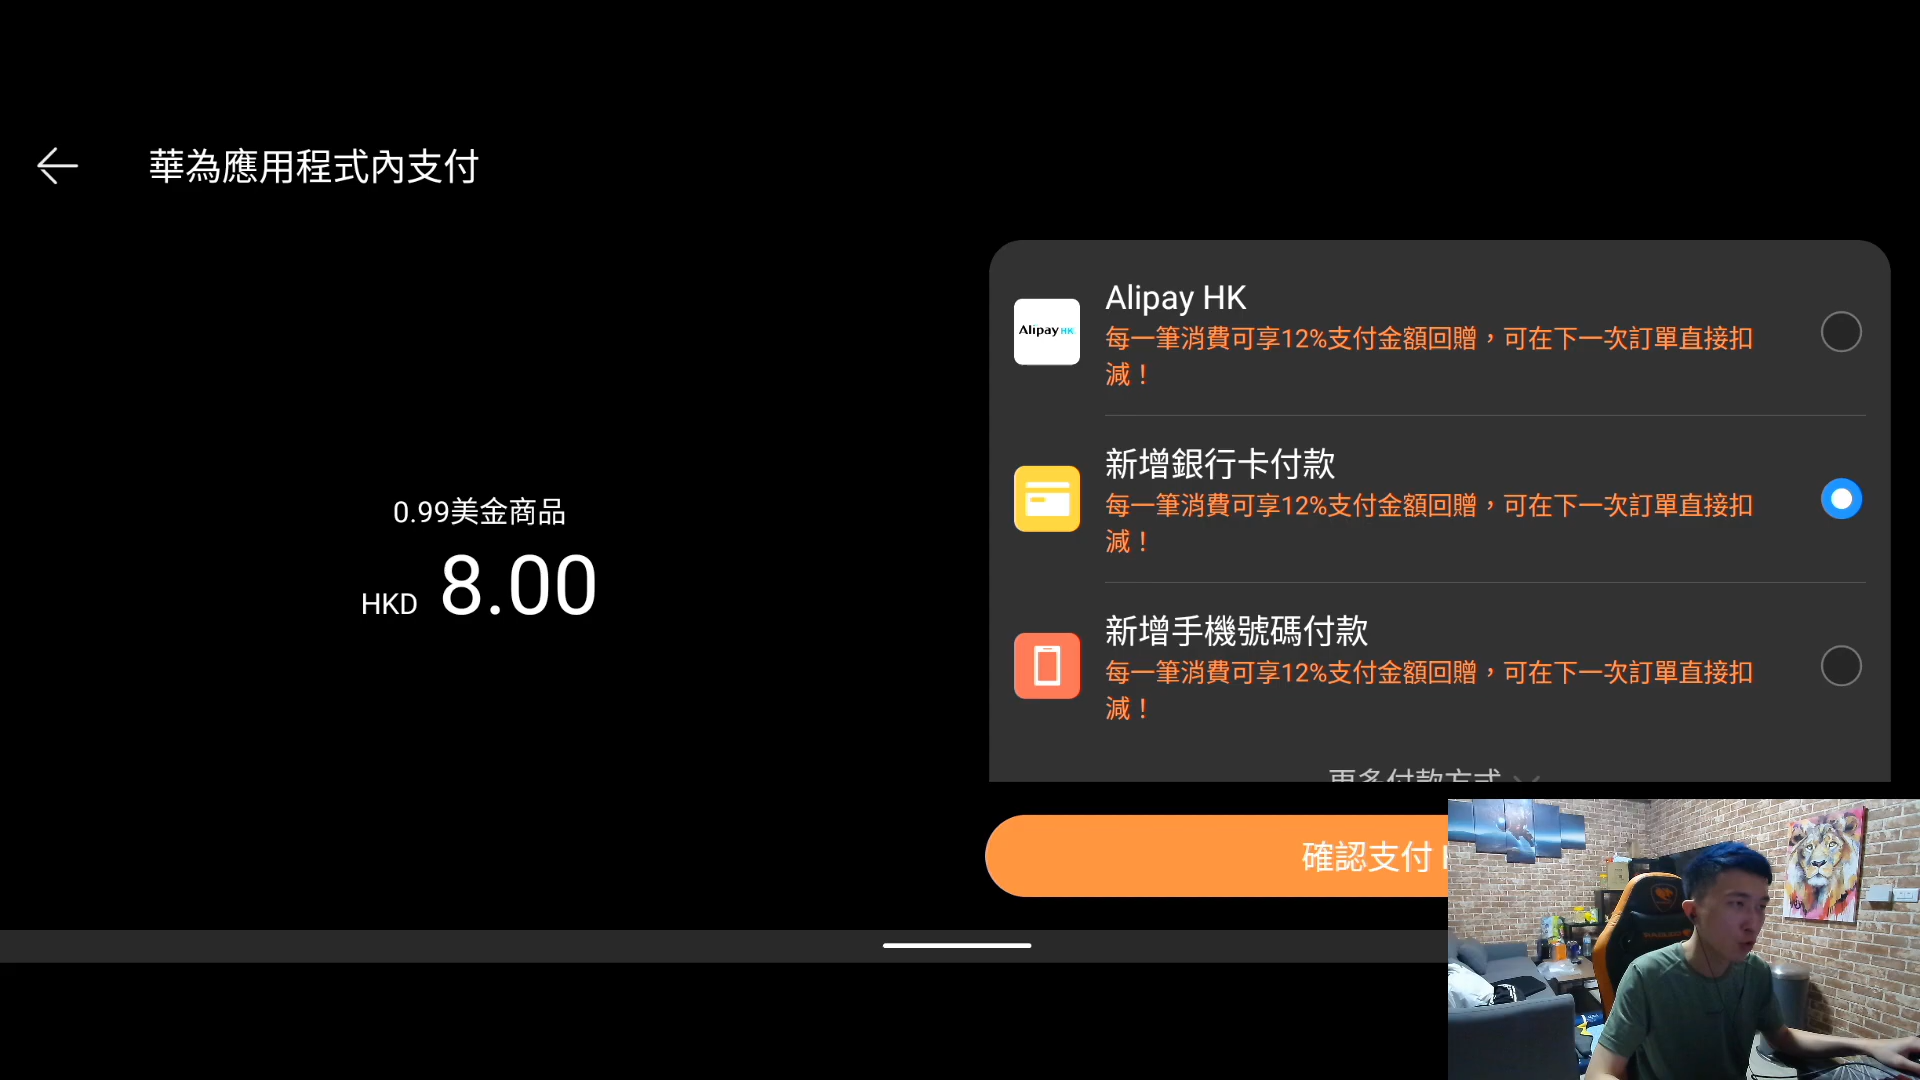 華為應用程式內支付
0.99美金商品
HKD 8.00
Alipay HK
Alipay HK
每一筆消費可享12%支付金額回贈，可在下一次訂單直接扣
減！
新增銀行卡付款
每一筆消費可享12%支付金額回贈，可在下一次訂單直接扣
減！
新增手機號碼付款
每一筆消費可享12%支付金額回贈，可在下一次訂單直接扣
減！
更多付款方式
確認支付